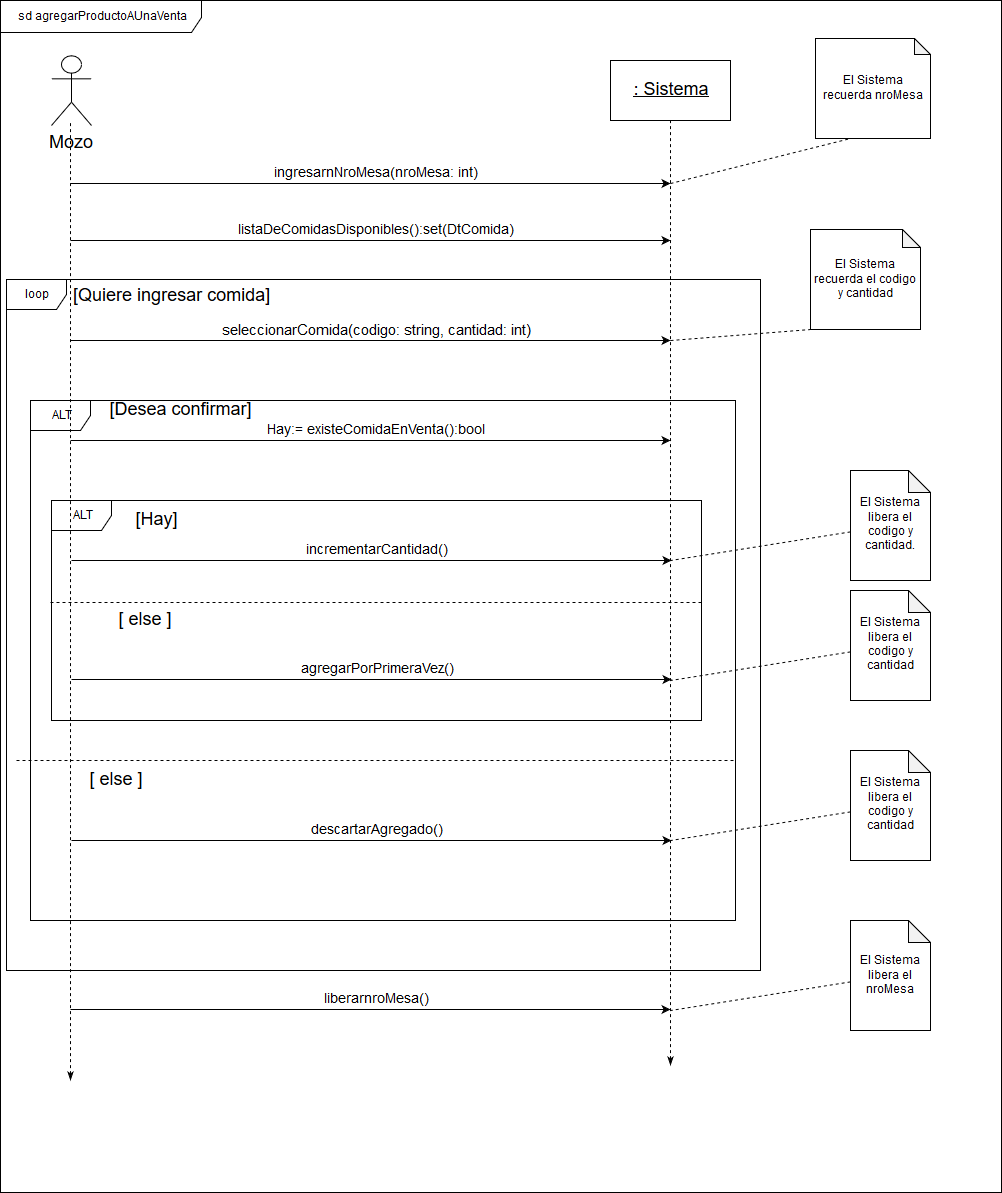 sd agregarProductoAUnaVenta
Mozo
: Sistema
El Sistema
recuerda nroMesa
ingresarnNroMesa(nroMesa: int)
listaDeComidasDisponibles():set(DtComida)
El Sistema
recuerda el codigo
y cantidad
loop
[Quiere ingresar comida]
seleccionarComida(codigo: string, cantidad: int)
ALT
[Desea confirmar]
Hay:= existeComidaEnVenta():bool
ALT
[Hay]
El Sistema
libera el
codigo y
cantidad.
incrementarCantidad()
[ else ]
El Sistema
libera el
codigo y
cantidad
agregarPorPrimeraVez()
[ else ]
El Sistema
libera el
codigo y
cantidad
descartarAgregado()
El Sistema
libera el
nroMesa
liberarnroMesa()